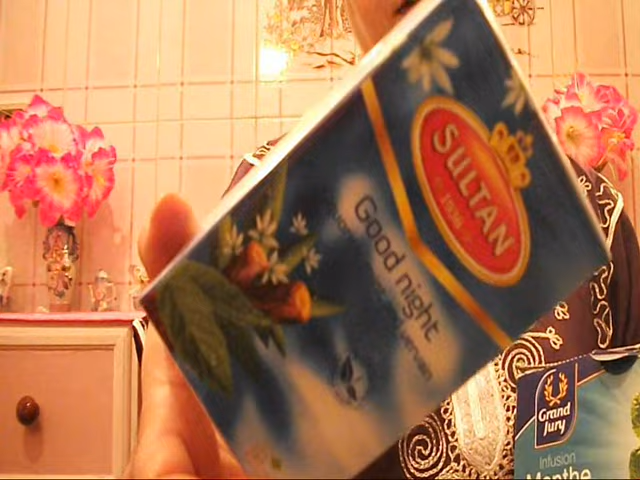 SULTAN
1936
Good night
Grand
Jury
Infusion
Menthe